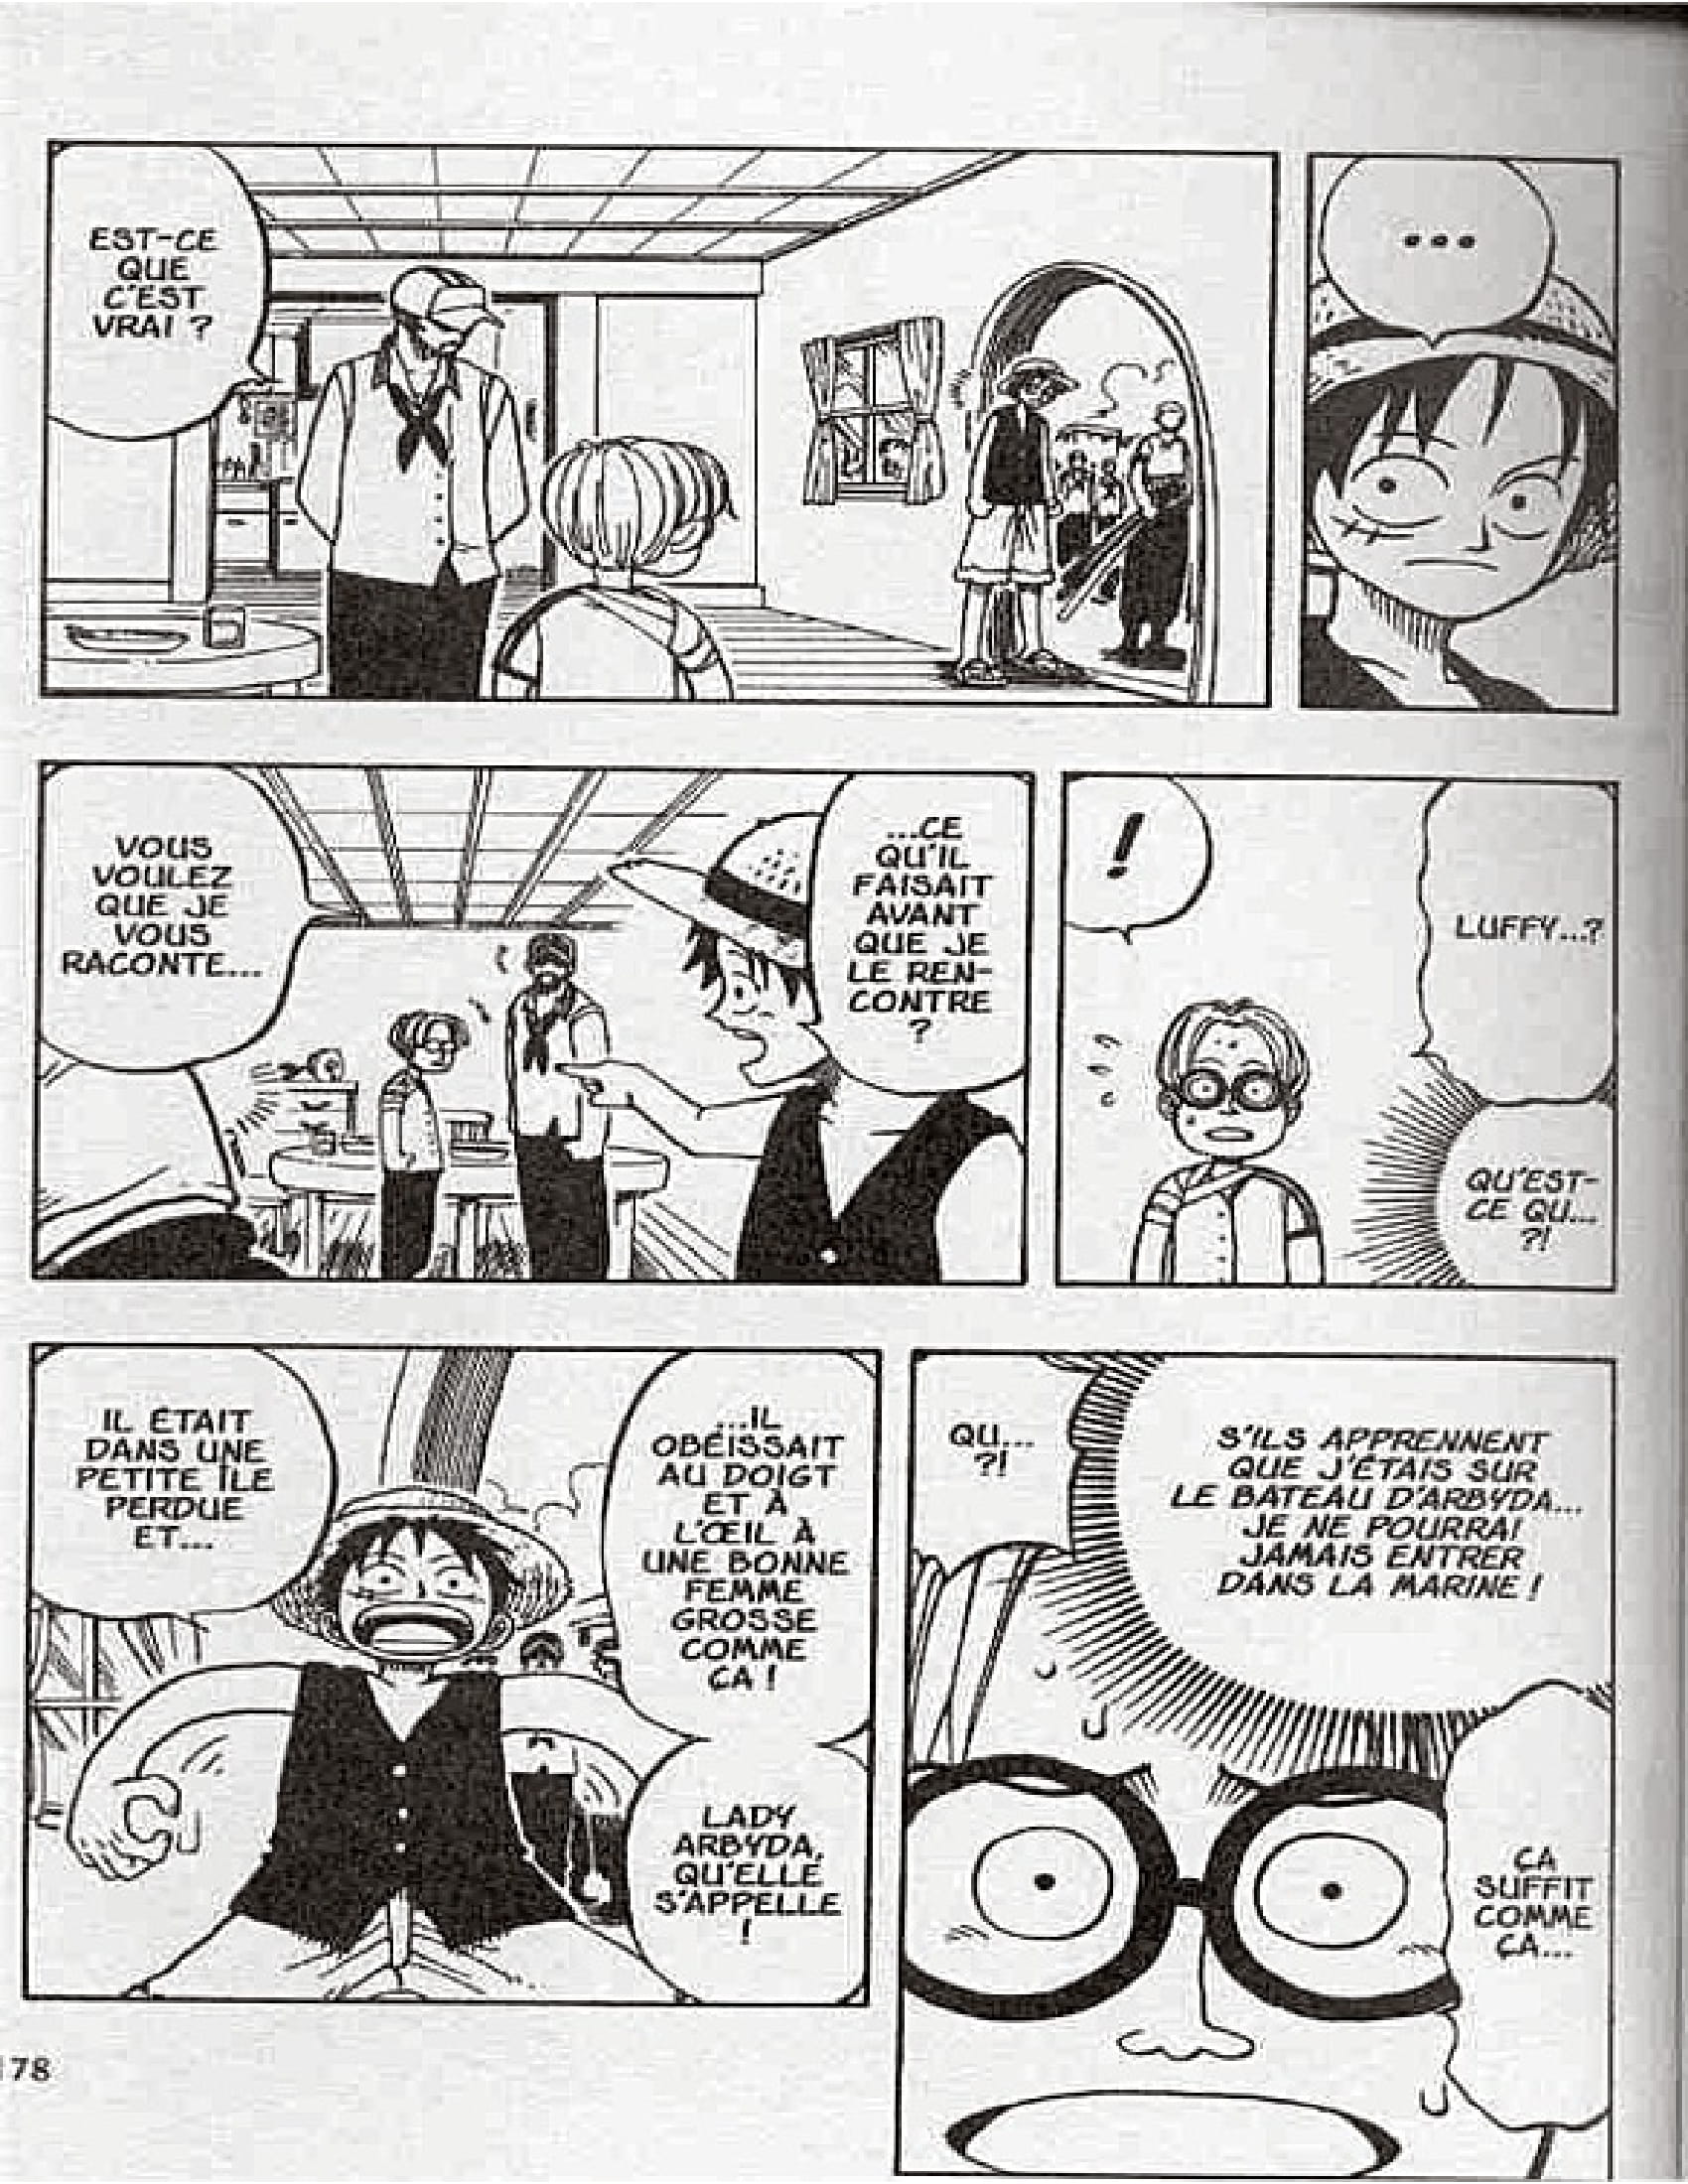 EST-CE
QUE
C'EST
VRAI ?
...
VOUS
VOULEZ
QUE JE
VOUS
RACONTE...
...CE
QU'IL
FAISAIT
AVANT
QUE JE
LE REN-
CONTRE
?
!
LUFFY...?
QU'EST-
CE QU...
?!
IL ÉTAIT
DANS UNE
PETITE ÎLE
PERDUE
ET...
...IL
OBÉISSAIT
AU DOIGT
ET À
L'ŒIL À
UNE BONNE
FEMME
GROSSE
COMME
ÇA !
LADY
ARBYDA,
QU'ELLE
S'APPELLE
!
QU...
?!
S'ILS APPRENNENT
QUE J'ÉTAIS SUR
LE BATEAU D'ARBYDA...
JE NE POURRAI
JAMAIS ENTRER
DANS LA MARINE !
ÇA
SUFFIT
COMME
ÇA...
178